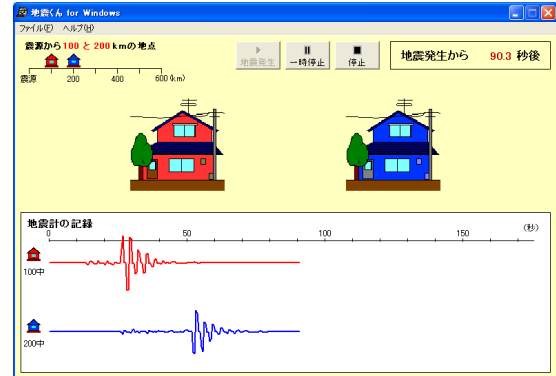 地震くん for Windows
ファイル(F) ヘルプ(H)
震源から100 と 200 kmの地点
震源 200 400 600 (km)
地震発生 一時停止 停止
地震発生から 90.3 秒後
地震計の記録
0 50 100 150 (秒)
100中
200中